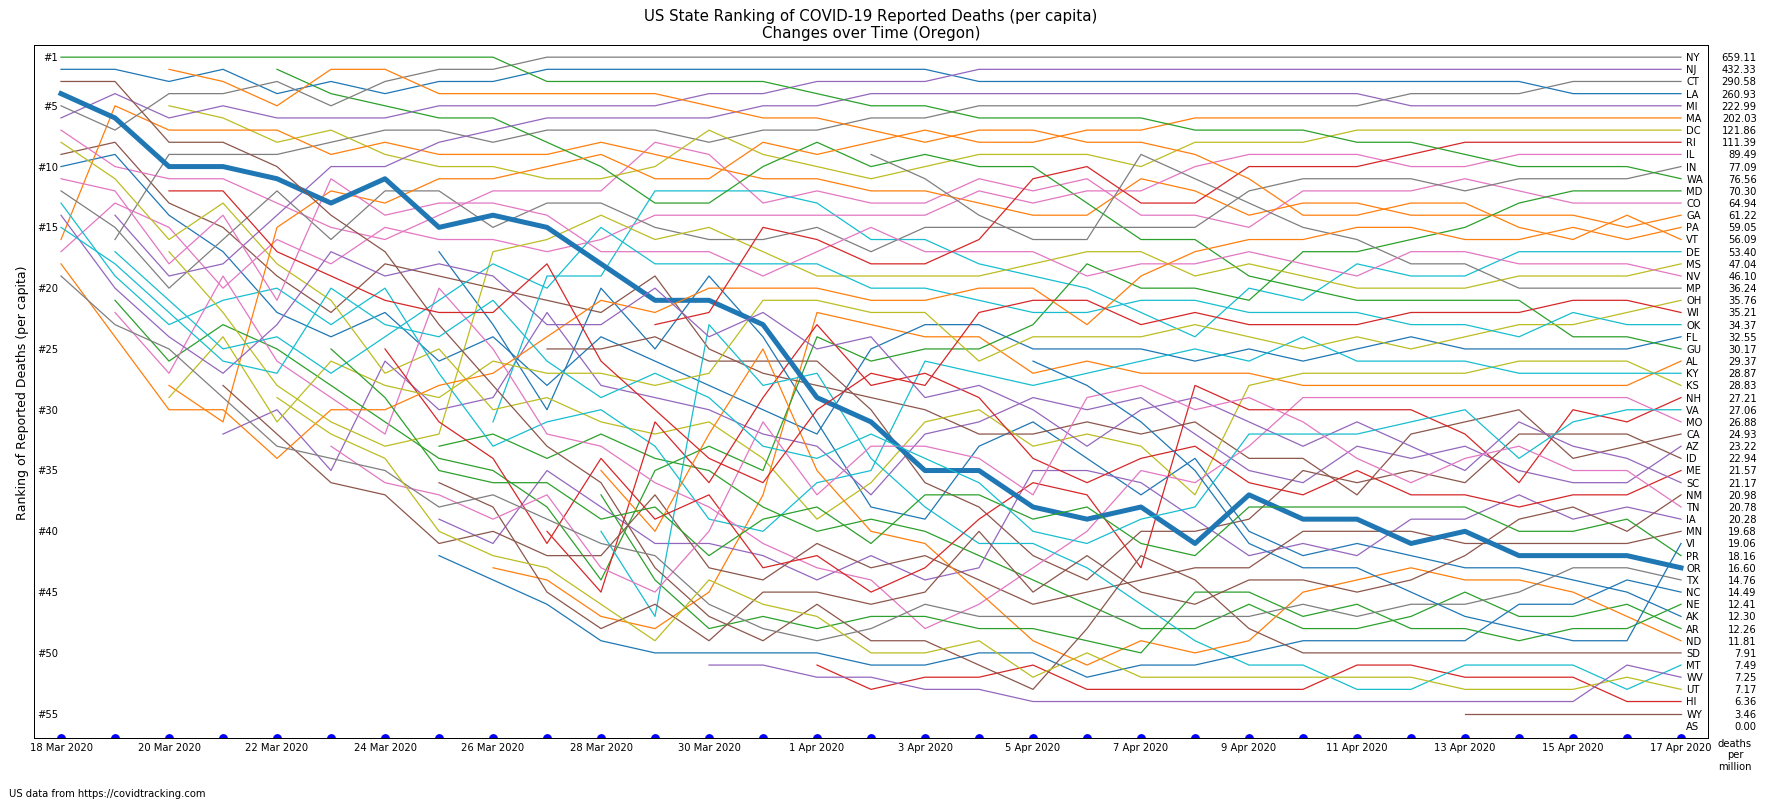 US State Ranking of COVID-19 Reported Deaths (per capita)
Changes over Time (Oregon)
Ranking of Reported Deaths (per capita)
#1
#5
#10
#15
#20
#25
#30
#35
#40
#45
#50
#55
NY 659.11
NJ 432.33
CT 290.58
LA 260.93
MI 222.99
MA 202.03
DC 121.86
RI 111.39
IL 89.49
IN 77.09
WA 76.56
MD 70.30
CO 64.94
GA 61.22
PA 59.05
VT 56.09
DE 53.40
MS 47.04
NV 46.10
MP 36.24
OH 35.76
WI 35.21
OK 34.37
FL 32.55
GU 30.17
AL 29.37
KY 28.87
KS 28.83
NH 27.21
VA 27.06
MO 26.88
CA 24.93
AZ 23.22
ID 22.94
ME 21.57
SC 21.17
NM 20.98
TN 20.78
IA 20.28
MN 19.68
VI 19.06
PR 18.16
OR 16.60
TX 14.76
NC 14.49
NE 12.41
AK 12.30
AR 12.26
ND 11.81
SD 7.91
MT 7.49
WV 7.25
UT 7.17
HI 6.36
WY 3.46
AS 0.00
18 Mar 2020 20 Mar 2020 22 Mar 2020 24 Mar 2020 26 Mar 2020 28 Mar 2020 30 Mar 2020 1 Apr 2020 3 Apr 2020 5 Apr 2020 7 Apr 2020 9 Apr 2020 11 Apr 2020 13 Apr 2020 15 Apr 2020 17 Apr 2020
deaths
per
million
US data from https://covidtracking.com